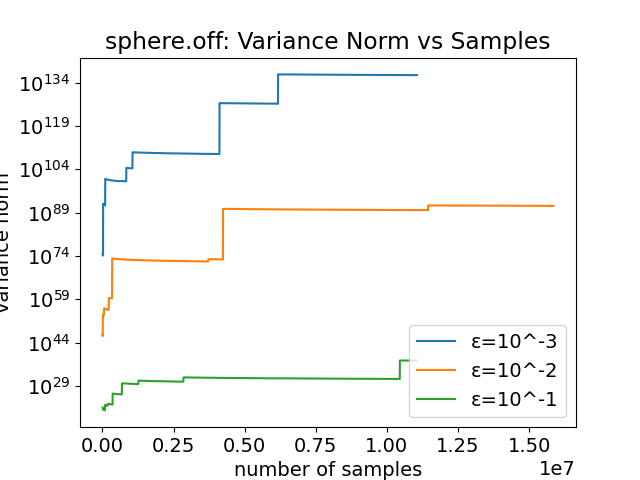 sphere.off: Variance Norm vs Samples
10^134
10^119
10^104
10^89
10^74
10^59
10^44
10^29
variance norm
ε=10^-3
ε=10^-2
ε=10^-1
0.00 0.25 0.50 0.75 1.00 1.25 1.50
1e7
number of samples